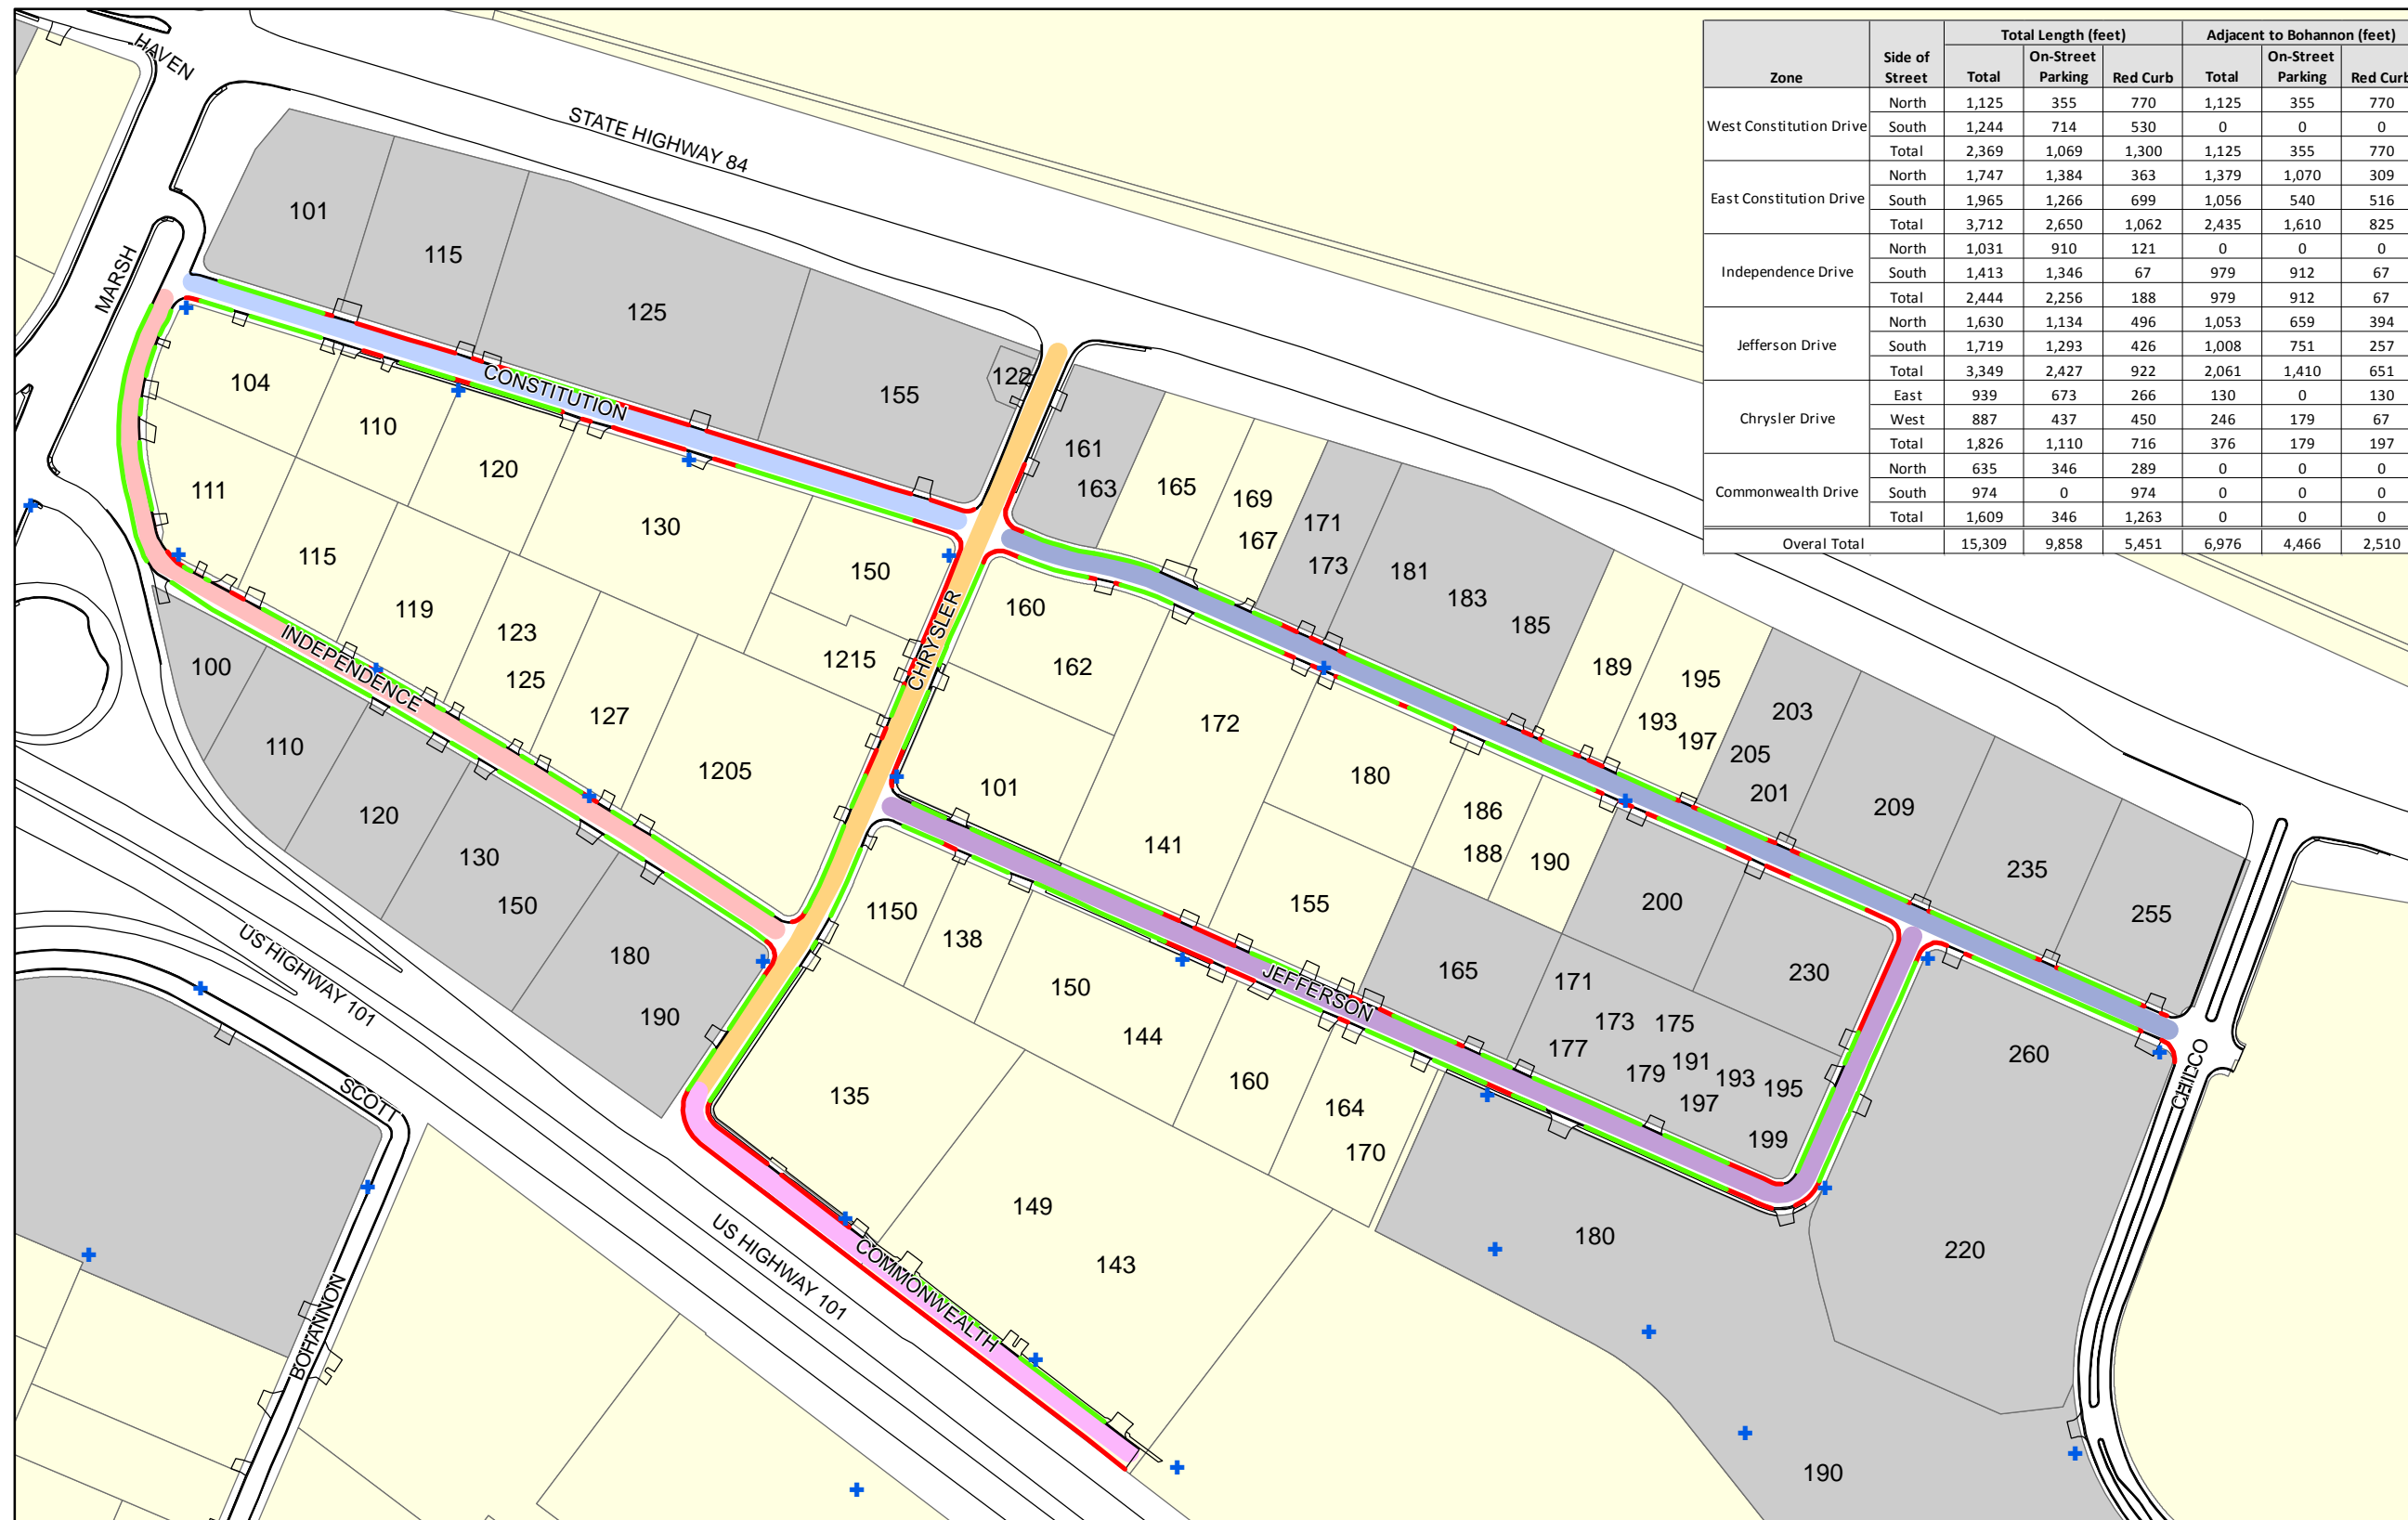 Zone Side of Street Total Length (feet) Adjacent to Bohannon (feet)
Total On-Street Parking Red Curb Total On-Street Parking Red Curb
West Constitution Drive North 1,125 355 770 1,125 355 770
South 1,244 714 530 0 0 0
Total 2,369 1,069 1,300 1,125 355 770
East Constitution Drive North 1,747 1,384 363 1,379 1,070 309
South 1,965 1,266 699 1,056 540 516
Total 3,712 2,650 1,062 2,435 1,610 825
Independence Drive North 1,031 910 121 0 0 0
South 1,413 1,346 67 979 912 67
Total 2,444 2,256 188 979 912 67
Jefferson Drive North 1,630 1,134 496 1,053 659 394
South 1,719 1,293 426 1,008 751 257
Total 3,349 2,427 922 2,061 1,410 651
Chrysler Drive East 939 673 266 130 0 130
West 887 437 450 246 179 67
Total 1,826 1,110 716 376 179 197
Commonwealth Drive North 635 346 289 0 0 0
South 974 0 974 0 0 0
Total 1,609 346 1,263 0 0 0
Overal Total 15,309 9,858 5,451 6,976 4,466 2,510
HAVEN
STATE HIGHWAY 84
MARSH
101
115
125
155
122
CONSTITUTION
104
110
120
130
150
1215
111
115
119
123
125
127
1205
INDEPENDENCE
CHRYSLER
100
110
120
130
150
180
190
161
163
165
169
167
171
173
181
183
185
189
195
193
197
203
205
201
209
235
255
160
162
172
101
141
180
155
186
188
190
200
230
165
171
173
175
177
179
191
193
195
197
199
260
220
CHILCO
JEFFERSON
1150
138
150
144
160
164
170
135
149
143
180
190
COMMONWEALTH
US HIGHWAY 101
US HIGHWAY 101
SCOTT
BOHANNON